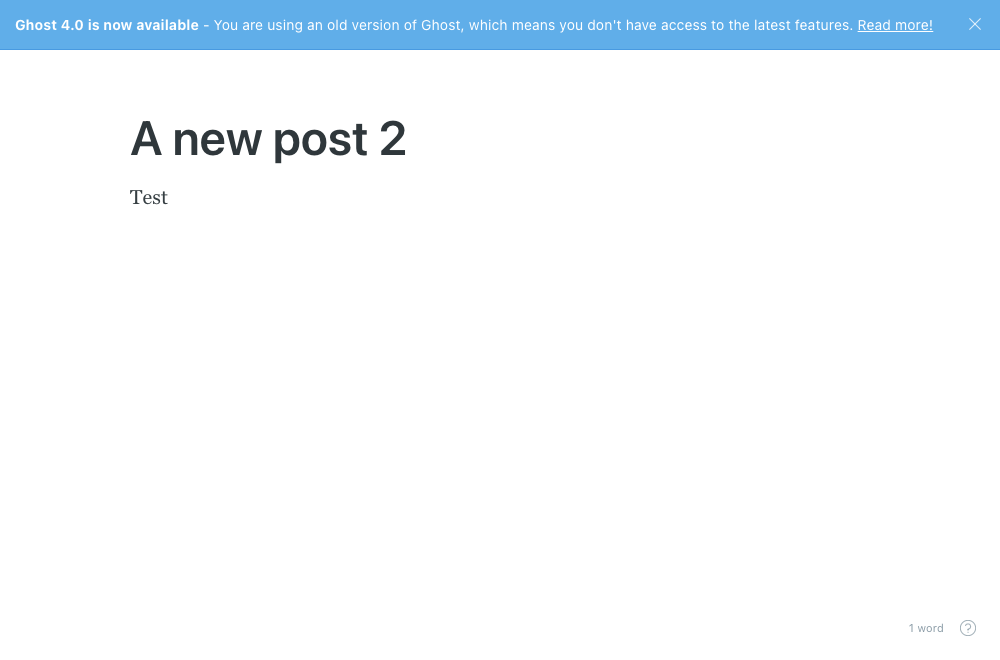 Ghost 4.0 is now available - You are using an old version of Ghost, which means you don't have access to the latest features. Read more!
A new post 2
Test
1 word